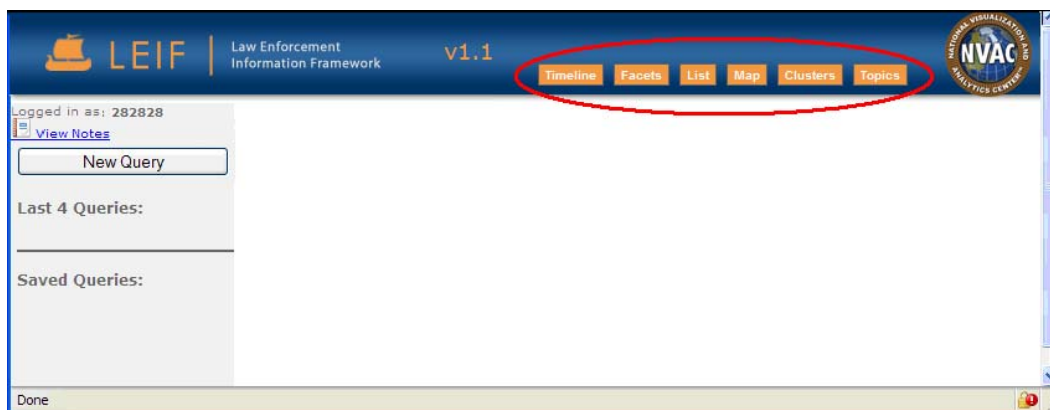 LEIF
Law Enforcement
Information Framework
v1.1
Timeline Facets List Map Clusters Topics
NATIONAL VISUALIZATION AND
NVAC
ANALYTICS CENTER™
Logged in as: 282828
View Notes
New Query
Last 4 Queries:
Saved Queries:
Done